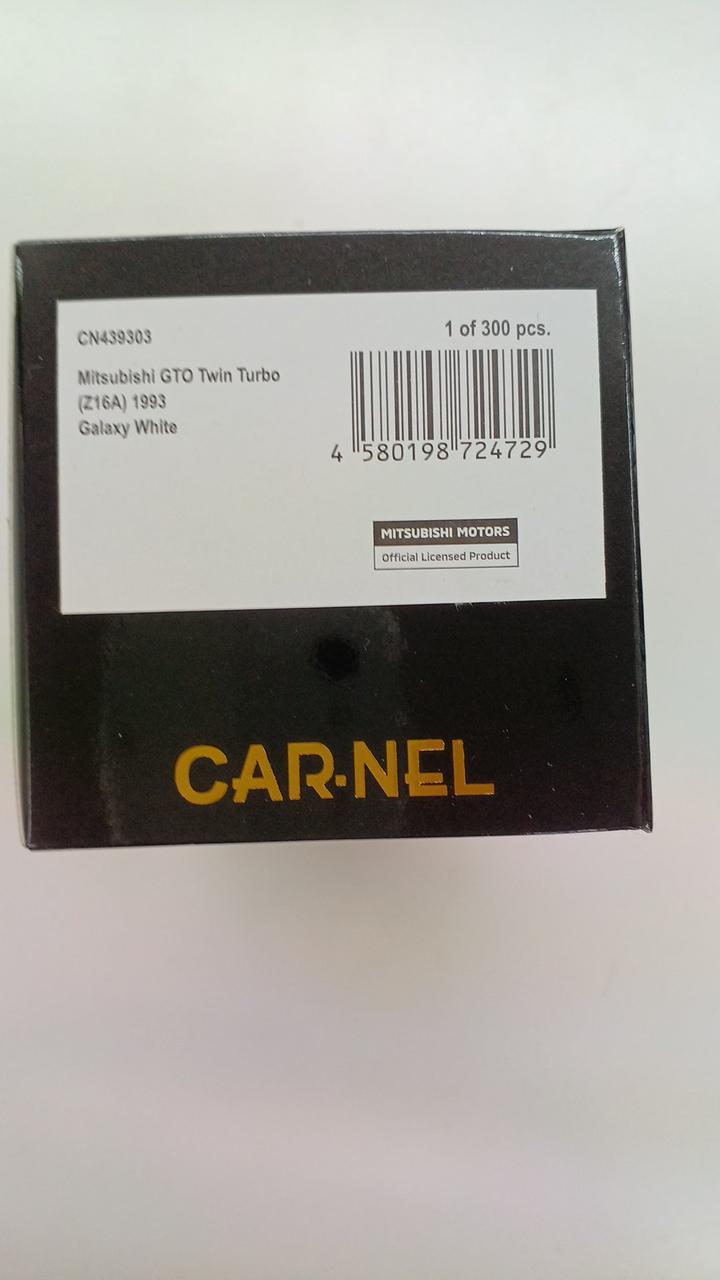 CN439303
1 of 300 pcs.
Mitsubishi GTO Twin Turbo
(Z16A) 1993
Galaxy White
4 580198 724729
MITSUBISHI MOTORS
Official Licensed Product
CAR·NEL